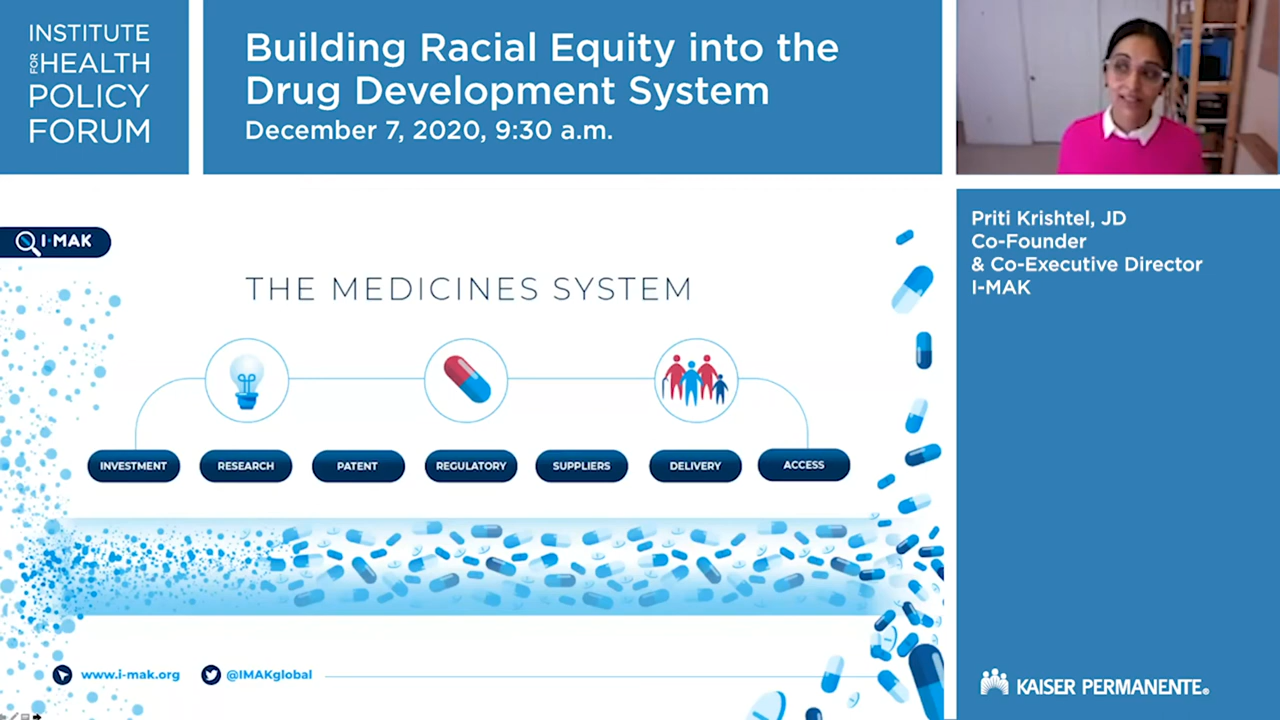 INSTITUTE
FOR HEALTH
POLICY
FORUM
Building Racial Equity into the
Drug Development System
December 7, 2020, 9:30 a.m.
Priti Krishtel, JD
Co-Founder
& Co-Executive Director
I-MAK
I-MAK
THE MEDICINES SYSTEM
INVESTMENT
RESEARCH
PATENT
REGULATORY
SUPPLIERS
DELIVERY
ACCESS
www.i-mak.org
@IMAKglobal
KAISER PERMANENTE®